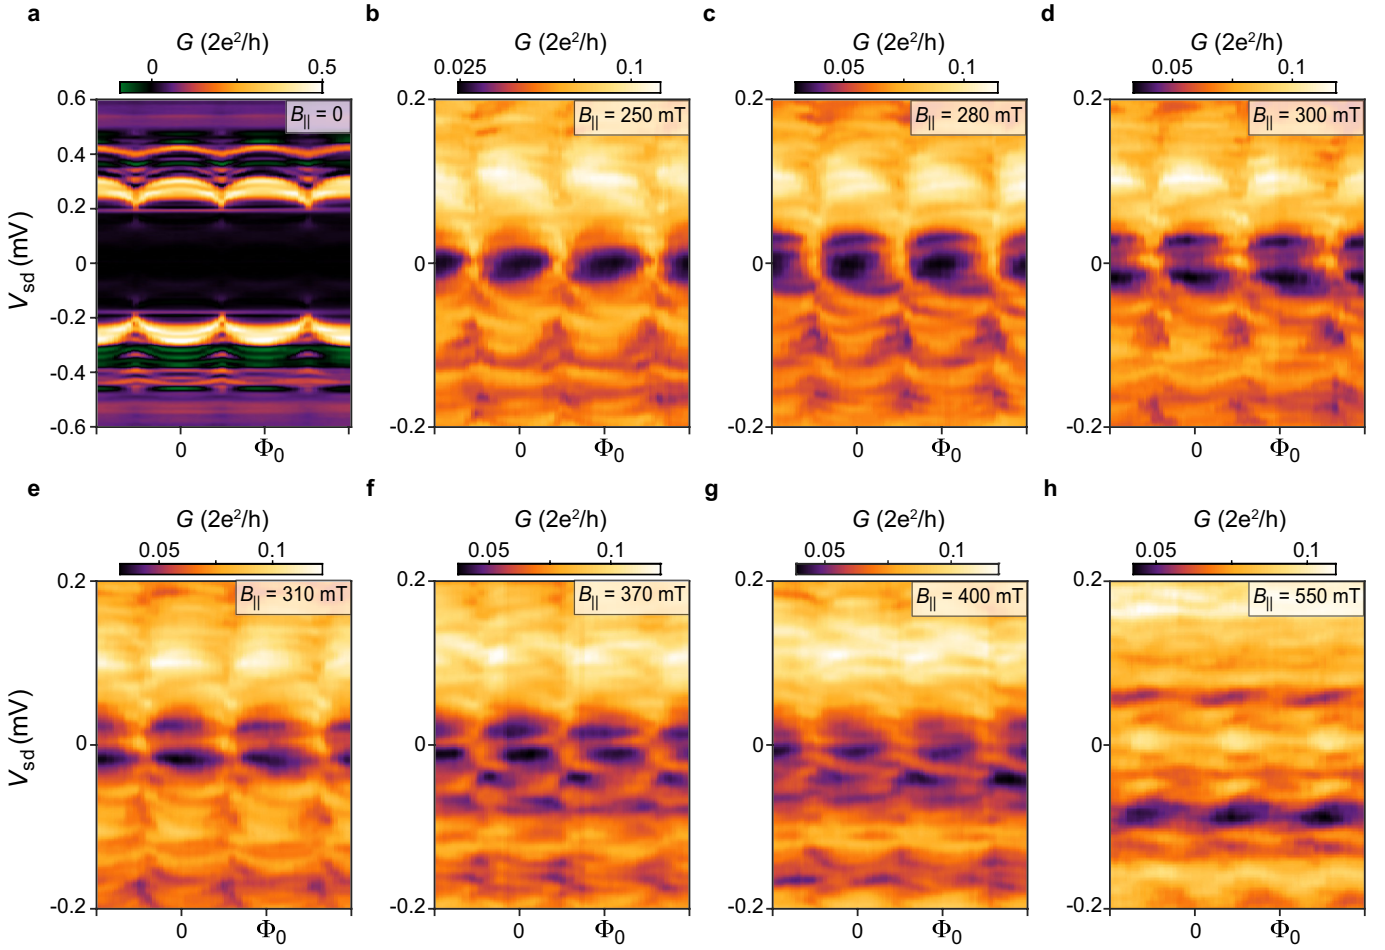 a b c d
G (2e²/h) G (2e²/h) G (2e²/h) G (2e²/h)
0 0.5 0.025 0.1 0.05 0.1 0.05 0.1
0.6 B|| = 0 0.2 B|| = 250 mT 0.2 B|| = 280 mT 0.2 B|| = 300 mT
0.4
0.2
Vsd (mV) 0 0 0 0
-0.2
-0.4
-0.6 -0.2 -0.2 -0.2
0 Φ0 0 Φ0 0 Φ0 0 Φ0
e f g h
G (2e²/h) G (2e²/h) G (2e²/h) G (2e²/h)
0.05 0.1 0.05 0.1 0.05 0.1 0.05 0.1
0.2 B|| = 310 mT 0.2 B|| = 370 mT 0.2 B|| = 400 mT 0.2 B|| = 550 mT
Vsd (mV) 0 0 0 0
-0.2 -0.2 -0.2 -0.2
0 Φ0 0 Φ0 0 Φ0 0 Φ0